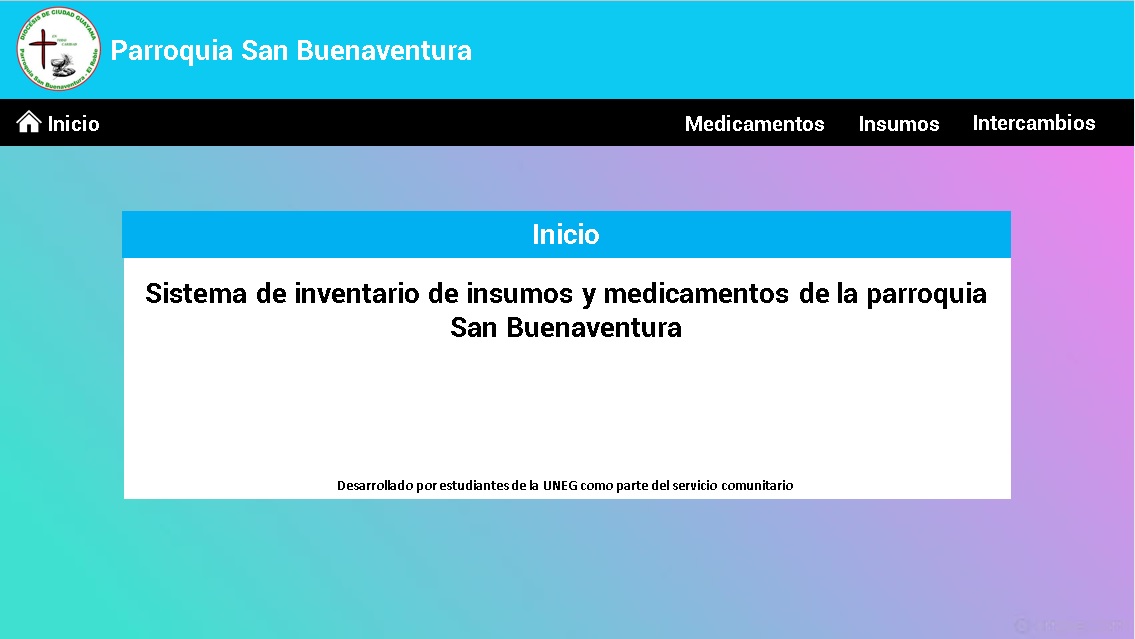 DIOCESIS DE CIUDAD GUAYANA
Parroquia San Buenaventura - El Roble
Parroquia San Buenaventura
Inicio
Medicamentos Insumos Intercambios
Inicio
Sistema de inventario de insumos y medicamentos de la parroquia
San Buenaventura
Desarrollado por estudiantes de la UNEG como parte del servicio comunitario